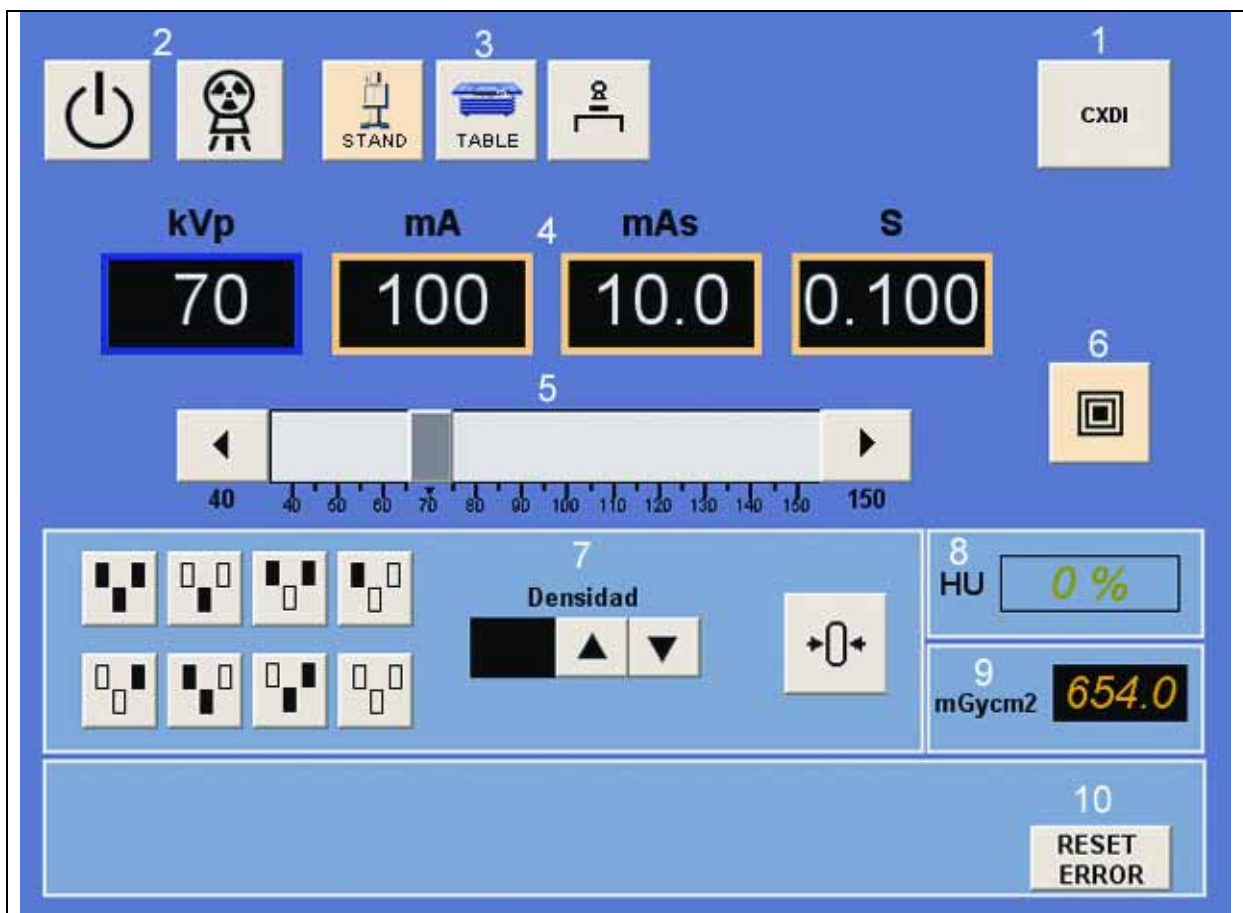 2 3 1
STAND TABLE CXDI
kVp mA 4 mAs S
70 100 10.0 0.100
6
5
40 40 50 60 70 80 90 100 110 120 130 140 150 150
7 8
Densidad HU 0 %
9
mGycm2 654.0
10
RESET
ERROR